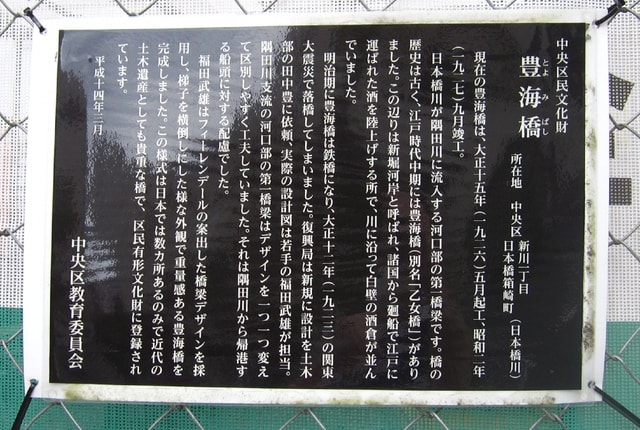 中央区民文化財
豊海橋
とよ み ばし
所在地 中央区 新川一丁目
日本橋箱崎町 (日本橋川)
現在の豊海橋は、大正十五年(一九二六)五月起工、昭和二年
(一九二七)九月竣工。
日本橋川が隅田川に流入する河口部の第一橋梁です。橋の
歴史は古く、江戸時代中期には豊海橋(別名「乙女橋」)があり
ました。この辺りは新堀河岸と呼ばれ、諸国から廻船で江戸に
運ばれた酒を陸上げする所で、川に沿って白壁の酒倉が並ん
でいました。
明治期に豊海橋は鉄橋になり、大正十二年(一九二三)の関東
大震災で落橋してしまいました。復興局は新規に設計を土木
部の田中豊に依頼、実際の設計図は若手の福田武雄が担当。
隅田川支流の河口部の第一橋梁はデザインを一つ一つ変え
て区別しやすく工夫していました。それは隅田川から帰港す
る船頭に対する配慮でした。
福田武雄はフィーレンデールの案出した橋梁デザインを採
用し、梯子を横倒しにした様な外観で重量感ある豊海橋を
完成しました。この様式は日本では数ヵ所あるのみで近代の
土木遺産としても貴重な橋で、区民有形文化財に登録され
ています。
平成十四年三月
中央区教育委員会